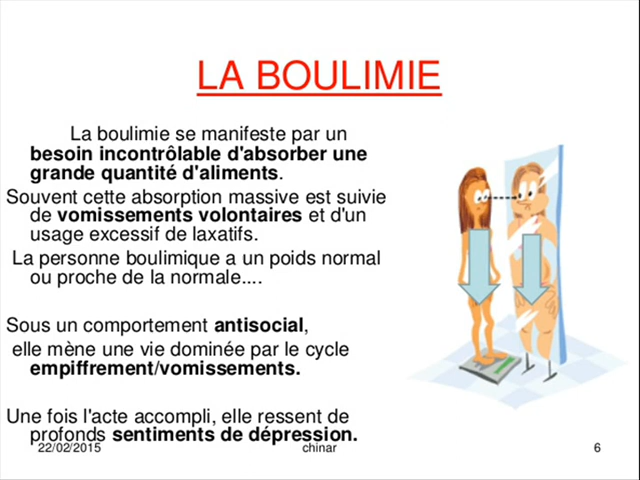 LA BOULIMIE
La boulimie se manifeste par un
besoin incontrôlable d'absorber une
grande quantité d'aliments.
Souvent cette absorption massive est suivie
de vomissements volontaires et d'un
usage excessif de laxatifs.
La personne boulimique a un poids normal
ou proche de la normale....
Sous un comportement antisocial,
elle mène une vie dominée par le cycle
empiffrement/vomissements.
Une fois l'acte accompli, elle ressent de
profonds sentiments de dépression.
22/02/2015
chinar
6